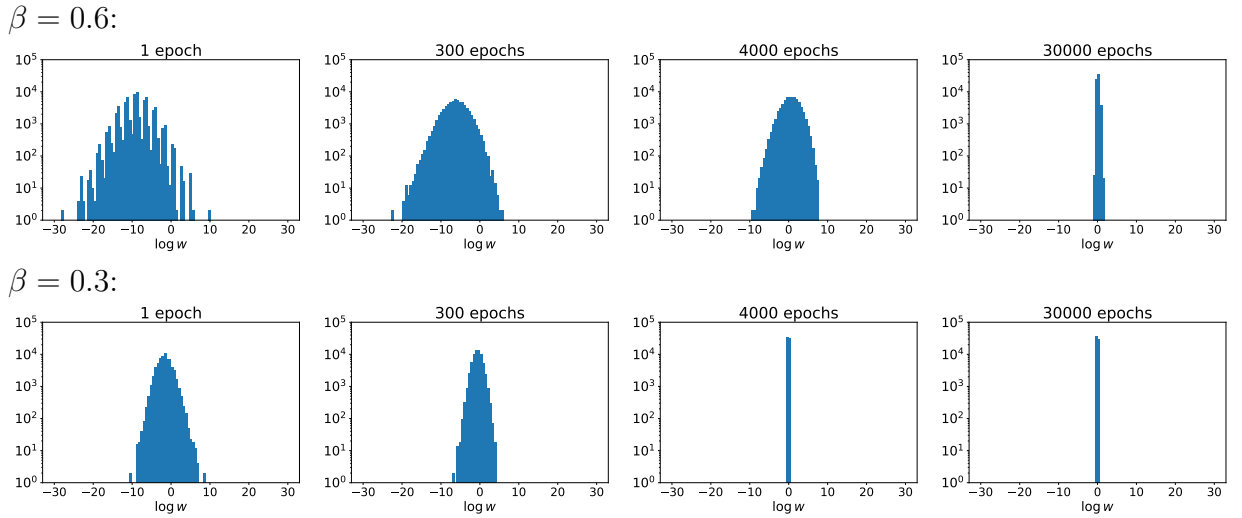 β = 0.6:
1 epoch 300 epochs 4000 epochs 30000 epochs
10⁵ 10⁵ 10⁵ 10⁵
10⁴ 10⁴ 10⁴ 10⁴
10³ 10³ 10³ 10³
10² 10² 10² 10²
10¹ 10¹ 10¹ 10¹
10⁰ 10⁰ 10⁰ 10⁰
−30 −20 −10 0 10 20 30 −30 −20 −10 0 10 20 30 −30 −20 −10 0 10 20 30 −30 −20 −10 0 10 20 30
log w log w log w log w
β = 0.3:
1 epoch 300 epochs 4000 epochs 30000 epochs
10⁵ 10⁵ 10⁵ 10⁵
10⁴ 10⁴ 10⁴ 10⁴
10³ 10³ 10³ 10³
10² 10² 10² 10²
10¹ 10¹ 10¹ 10¹
10⁰ 10⁰ 10⁰ 10⁰
−30 −20 −10 0 10 20 30 −30 −20 −10 0 10 20 30 −30 −20 −10 0 10 20 30 −30 −20 −10 0 10 20 30
log w log w log w log w